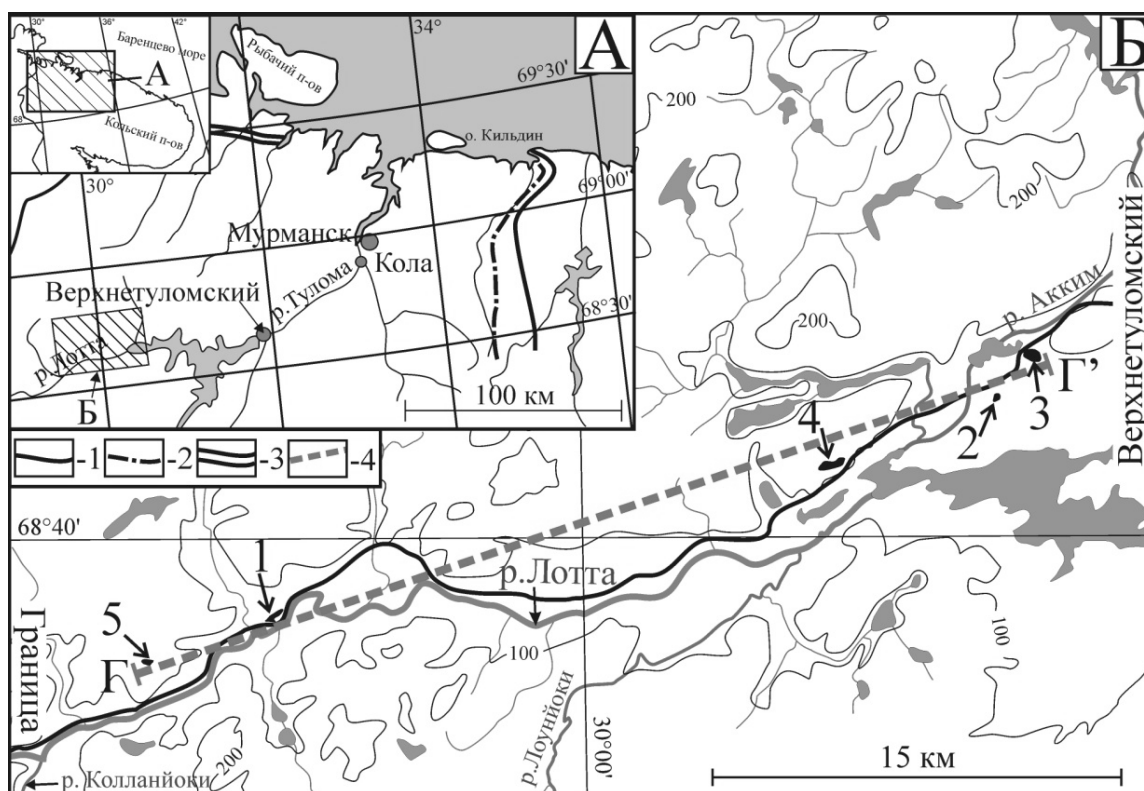 30°
36°
42°
Баренцево море
А
68°
Кольский п-ов
34°
А
Рыбачий п-ов
69°30'
о. Кильдин
30°
69°00'
Мурманск
Кола
Верхнетуломский
р.Тулома
68°30'
р.Лотта
Б
100 км
-1
-2
-3
-4
Б
200
200
200
Верхнетуломский
р. Акким
Г'
4
2
3
68°40'
1
р.Лотта
5
Г
Граница
100
100
200
30°00'
р.Лоунйоки
15 км
р. Колланйоки